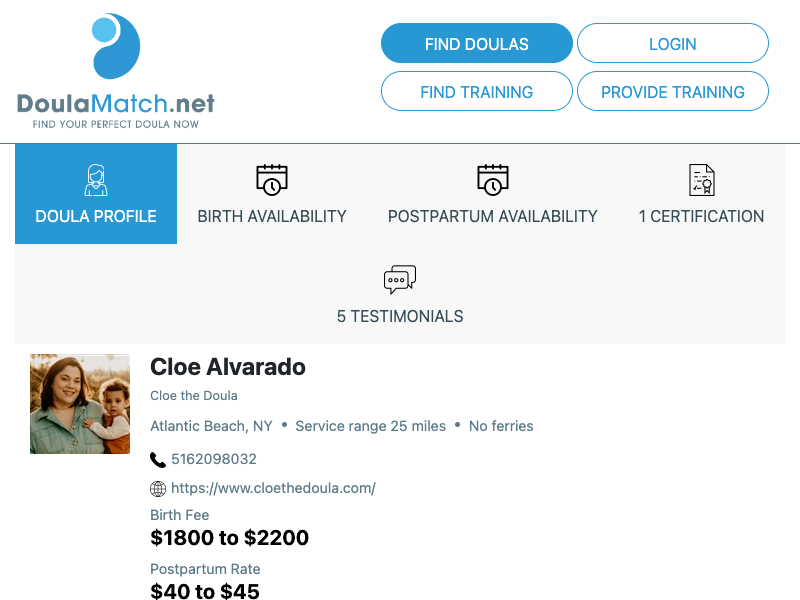 DoulaMatch.net
FIND YOUR PERFECT DOULA NOW
FIND DOULAS
LOGIN
FIND TRAINING
PROVIDE TRAINING
DOULA PROFILE
BIRTH AVAILABILITY
POSTPARTUM AVAILABILITY
1 CERTIFICATION
5 TESTIMONIALS
Cloe Alvarado
Cloe the Doula
Atlantic Beach, NY • Service range 25 miles • No ferries
5162098032
https://www.cloethedoula.com/
Birth Fee
$1800 to $2200
Postpartum Rate
$40 to $45